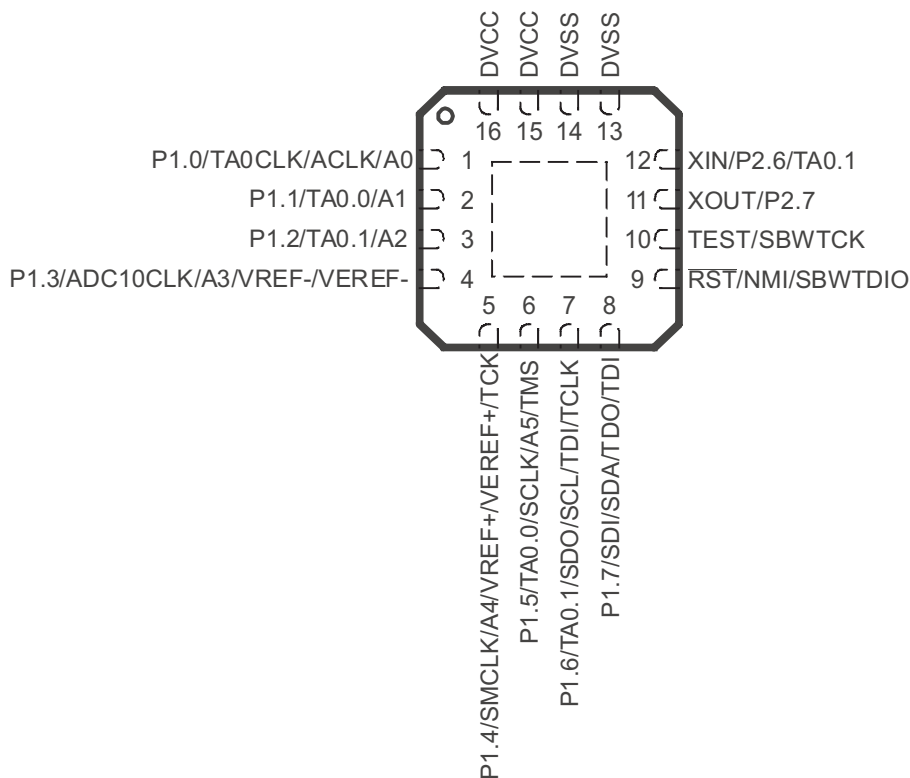 DVCC
DVCC
DVSS
DVSS
16
15
14
13
P1.0/TA0CLK/ACLK/A0
1
12
XIN/P2.6/TA0.1
P1.1/TA0.0/A1
2
11
XOUT/P2.7
P1.2/TA0.1/A2
3
10
TEST/SBWTCK
P1.3/ADC10CLK/A3/VREF-/VEREF-
4
9
RST/NMI/SBWTDIO
5
6
7
8
P1.4/SMCLK/A4/VREF+/VEREF+/TCK
P1.5/TA0.0/SCLK/A5/TMS
P1.6/TA0.1/SDO/SCL/TDI/TCLK
P1.7/SDI/SDA/TDO/TDI